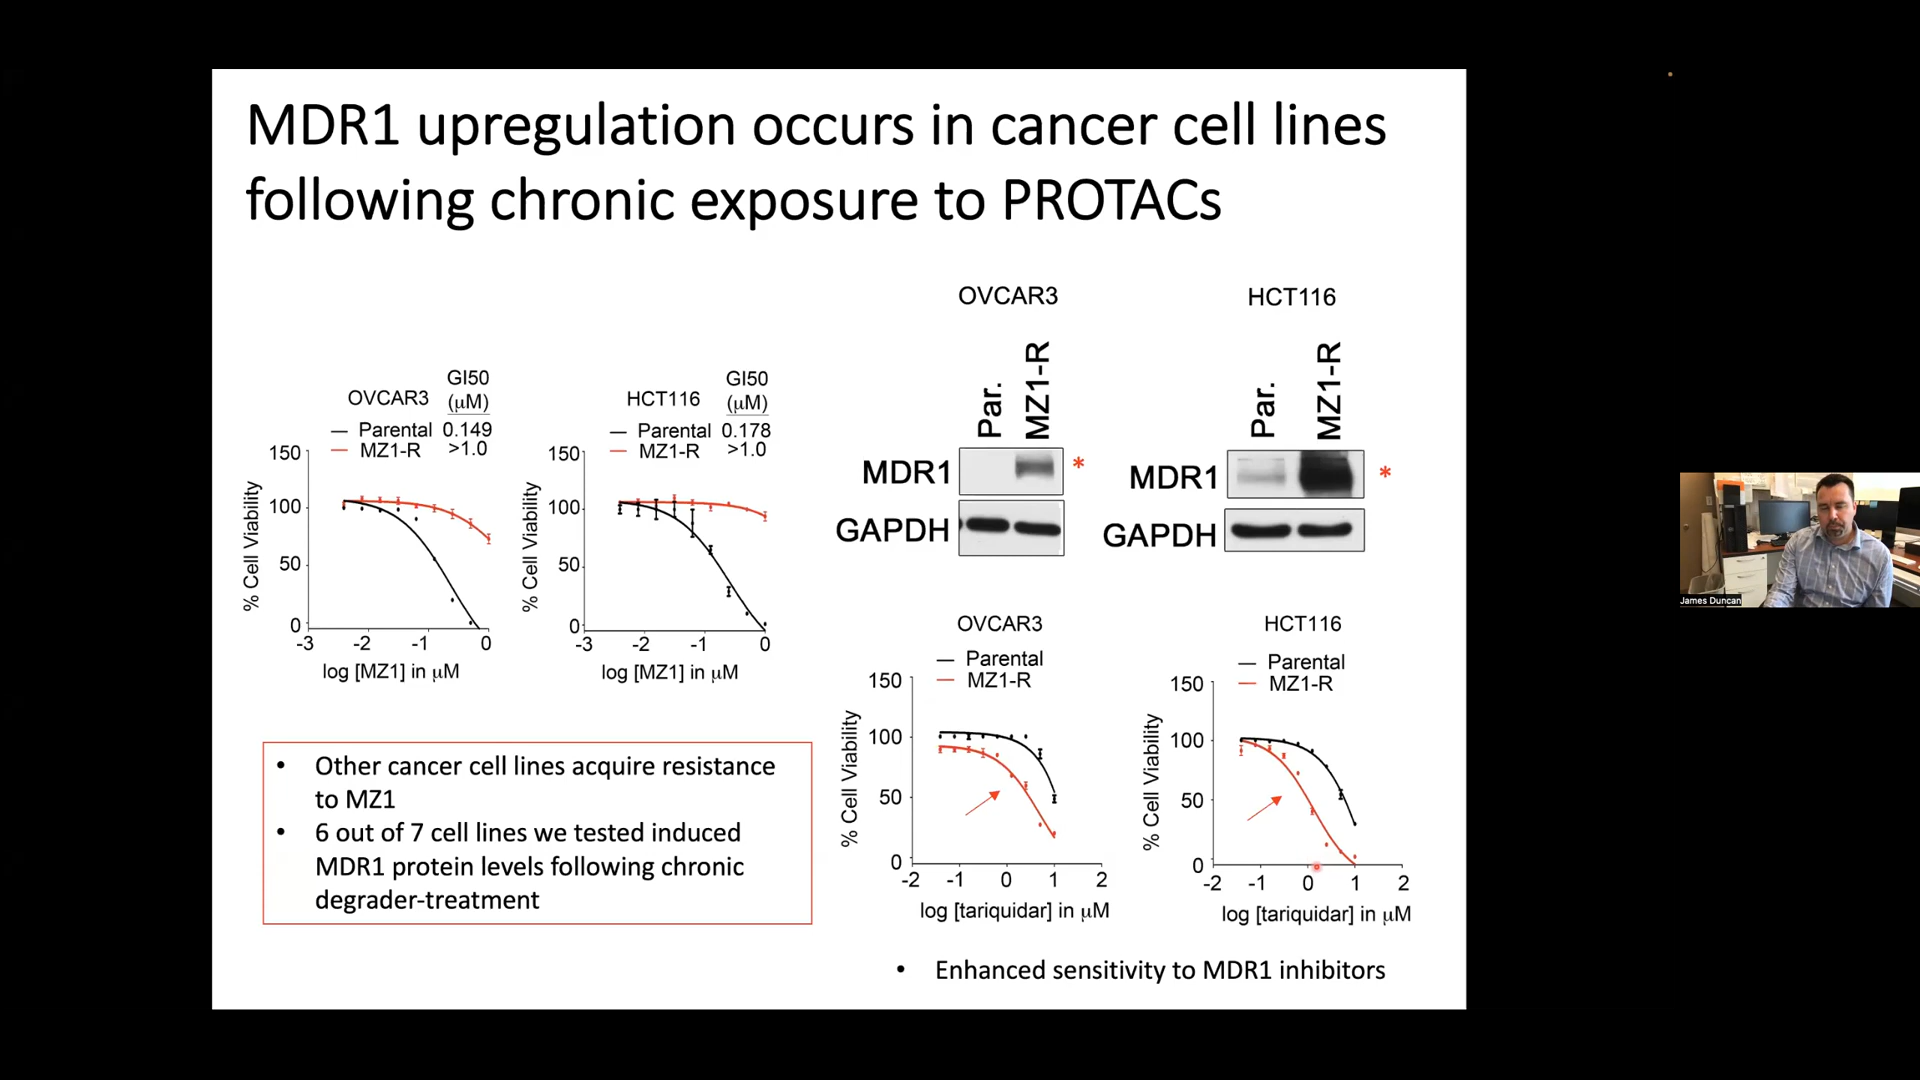 MDR1 upregulation occurs in cancer cell lines
following chronic exposure to PROTACs
OVCAR3
GI50
(μM)
Parental 0.149
MZ1-R >1.0
150
100
50
0
% Cell Viability
-3 -2 -1 0
log [MZ1] in μM
HCT116
GI50
(μM)
Parental 0.178
MZ1-R >1.0
150
100
50
0
% Cell Viability
-3 -2 -1 0
log [MZ1] in μM
OVCAR3
Par.
MZ1-R
MDR1 *
GAPDH
HCT116
Par.
MZ1-R
MDR1 *
GAPDH
OVCAR3
Parental
MZ1-R
150
100
50
0
% Cell Viability
-2 -1 0 1 2
log [tariquidar] in μM
HCT116
Parental
MZ1-R
150
100
50
0
% Cell Viability
-2 -1 0 1 2
log [tariquidar] in μM
• Other cancer cell lines acquire resistance
to MZ1
• 6 out of 7 cell lines we tested induced
MDR1 protein levels following chronic
degrader-treatment
• Enhanced sensitivity to MDR1 inhibitors
James Duncan